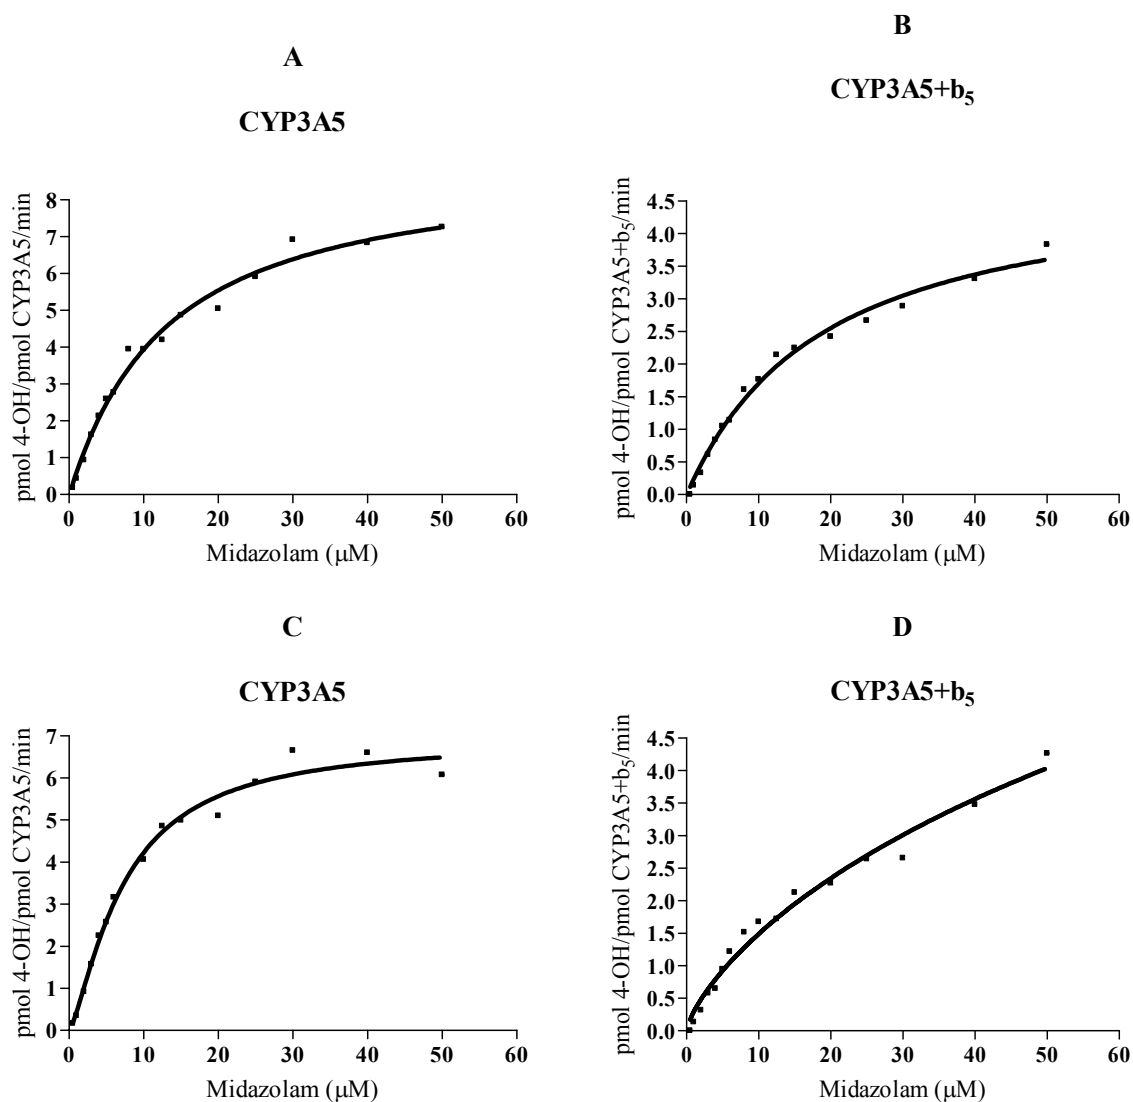 A
CYP3A5
pmol 4-OH/pmol CYP3A5/min
8
7
6
5
4
3
2
1
0
0 10 20 30 40 50 60
Midazolam (μM)
B
CYP3A5+b₅
pmol 4-OH/pmol CYP3A5+b₅/min
4.5
4.0
3.5
3.0
2.5
2.0
1.5
1.0
0.5
0.0
0 10 20 30 40 50 60
Midazolam (μM)
C
CYP3A5
pmol 4-OH/pmol CYP3A5/min
7
6
5
4
3
2
1
0
0 10 20 30 40 50 60
Midazolam (μM)
D
CYP3A5+b₅
pmol 4-OH/pmol CYP3A5+b₅/min
4.5
4.0
3.5
3.0
2.5
2.0
1.5
1.0
0.5
0.0
0 10 20 30 40 50 60
Midazolam (μM)